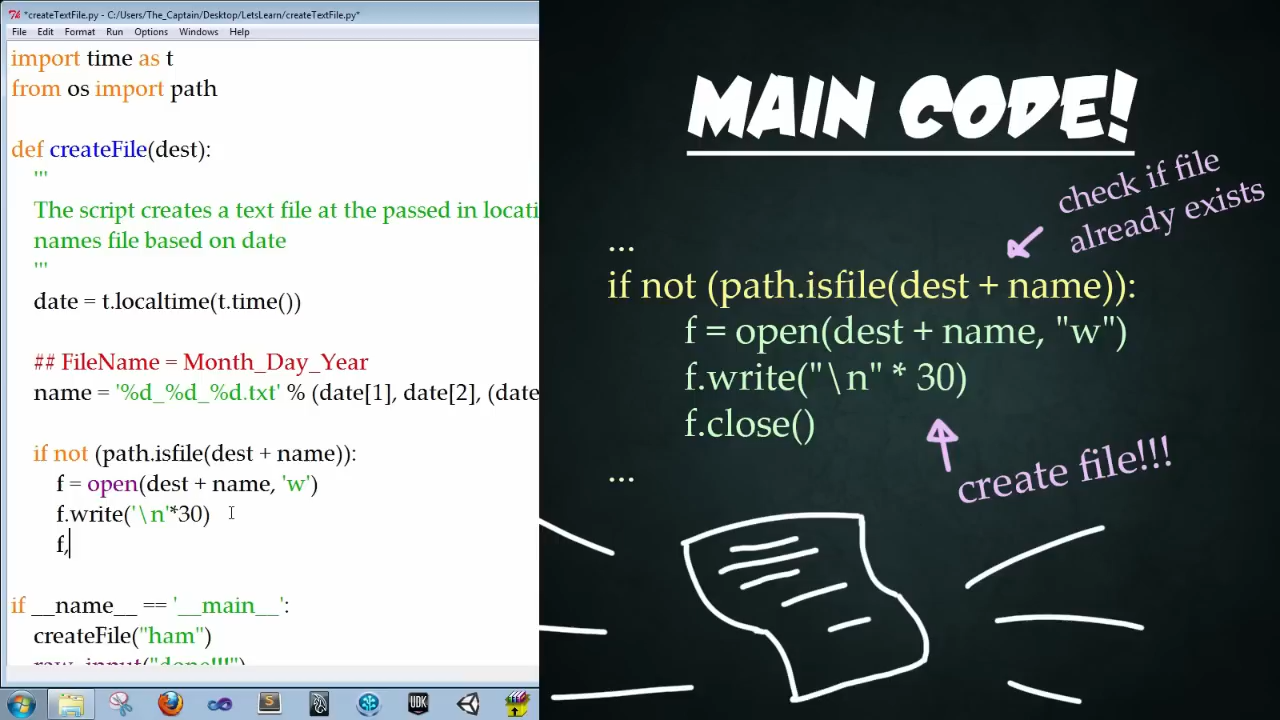 *createTextFile.py - C:/Users/The_Captain/Desktop/LetsLearn/createTextFile.py*
File Edit Format Run Options Windows Help
import time as t
from os import path
def createFile(dest):
'''
The script creates a text file at the passed in locati
names file based on date
'''
date = t.localtime(t.time())
## FileName = Month_Day_Year
name = '%d_%d_%d.txt' % (date[1], date[2], (date
if not (path.isfile(dest + name)):
f = open(dest + name, 'w')
f.write('\n'*30)
f,
if __name__ == '__main__':
createFile("ham")
raw_input("done!!!")
MAIN CODE!
check if file
already exists
...
if not (path.isfile(dest + name)):
f = open(dest + name, "w")
f.write("\n" * 30)
f.close()
create file!!!
...
UDK